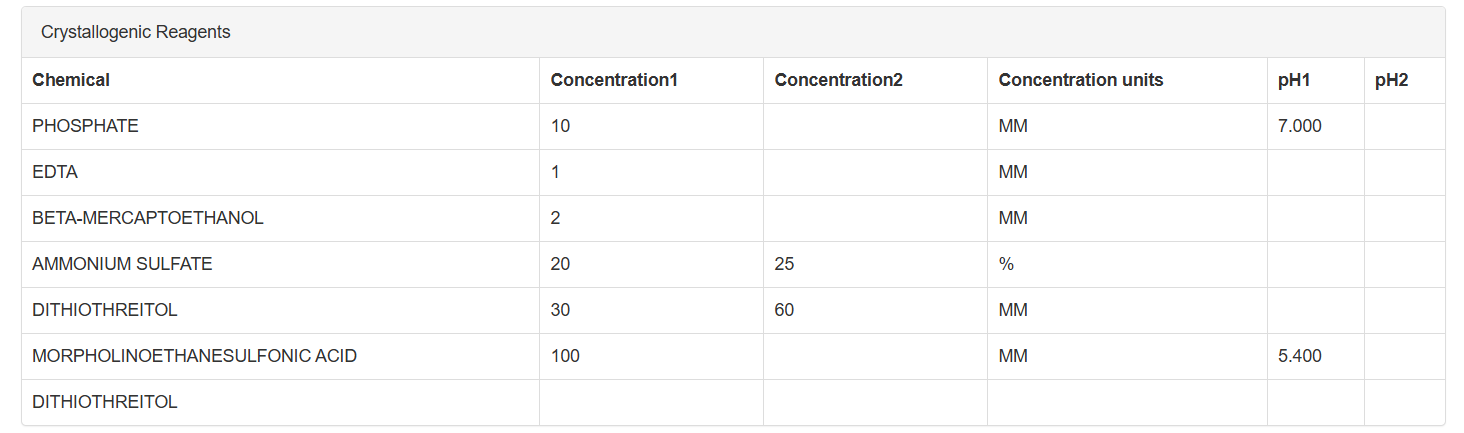 Crystallogenic Reagents
Chemical Concentration1 Concentration2 Concentration units pH1 pH2
PHOSPHATE 10 MM 7.000
EDTA 1 MM
BETA-MERCAPTOETHANOL 2 MM
AMMONIUM SULFATE 20 25 %
DITHIOTHREITOL 30 60 MM
MORPHOLINOETHANESULFONIC ACID 100 MM 5.400
DITHIOTHREITOL